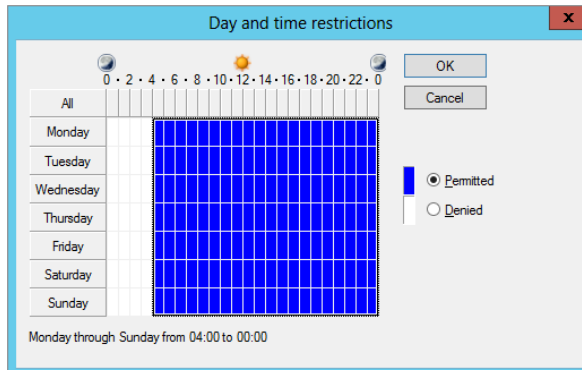 Day and time restrictions
x
0 · 2 · 4 · 6 · 8 · 10 · 12 · 14 · 16 · 18 · 20 · 22 · 0
OK
All
Cancel
Monday
Tuesday
Wednesday
Permitted
Thursday
Denied
Friday
Saturday
Sunday
Monday through Sunday from 04:00 to 00:00